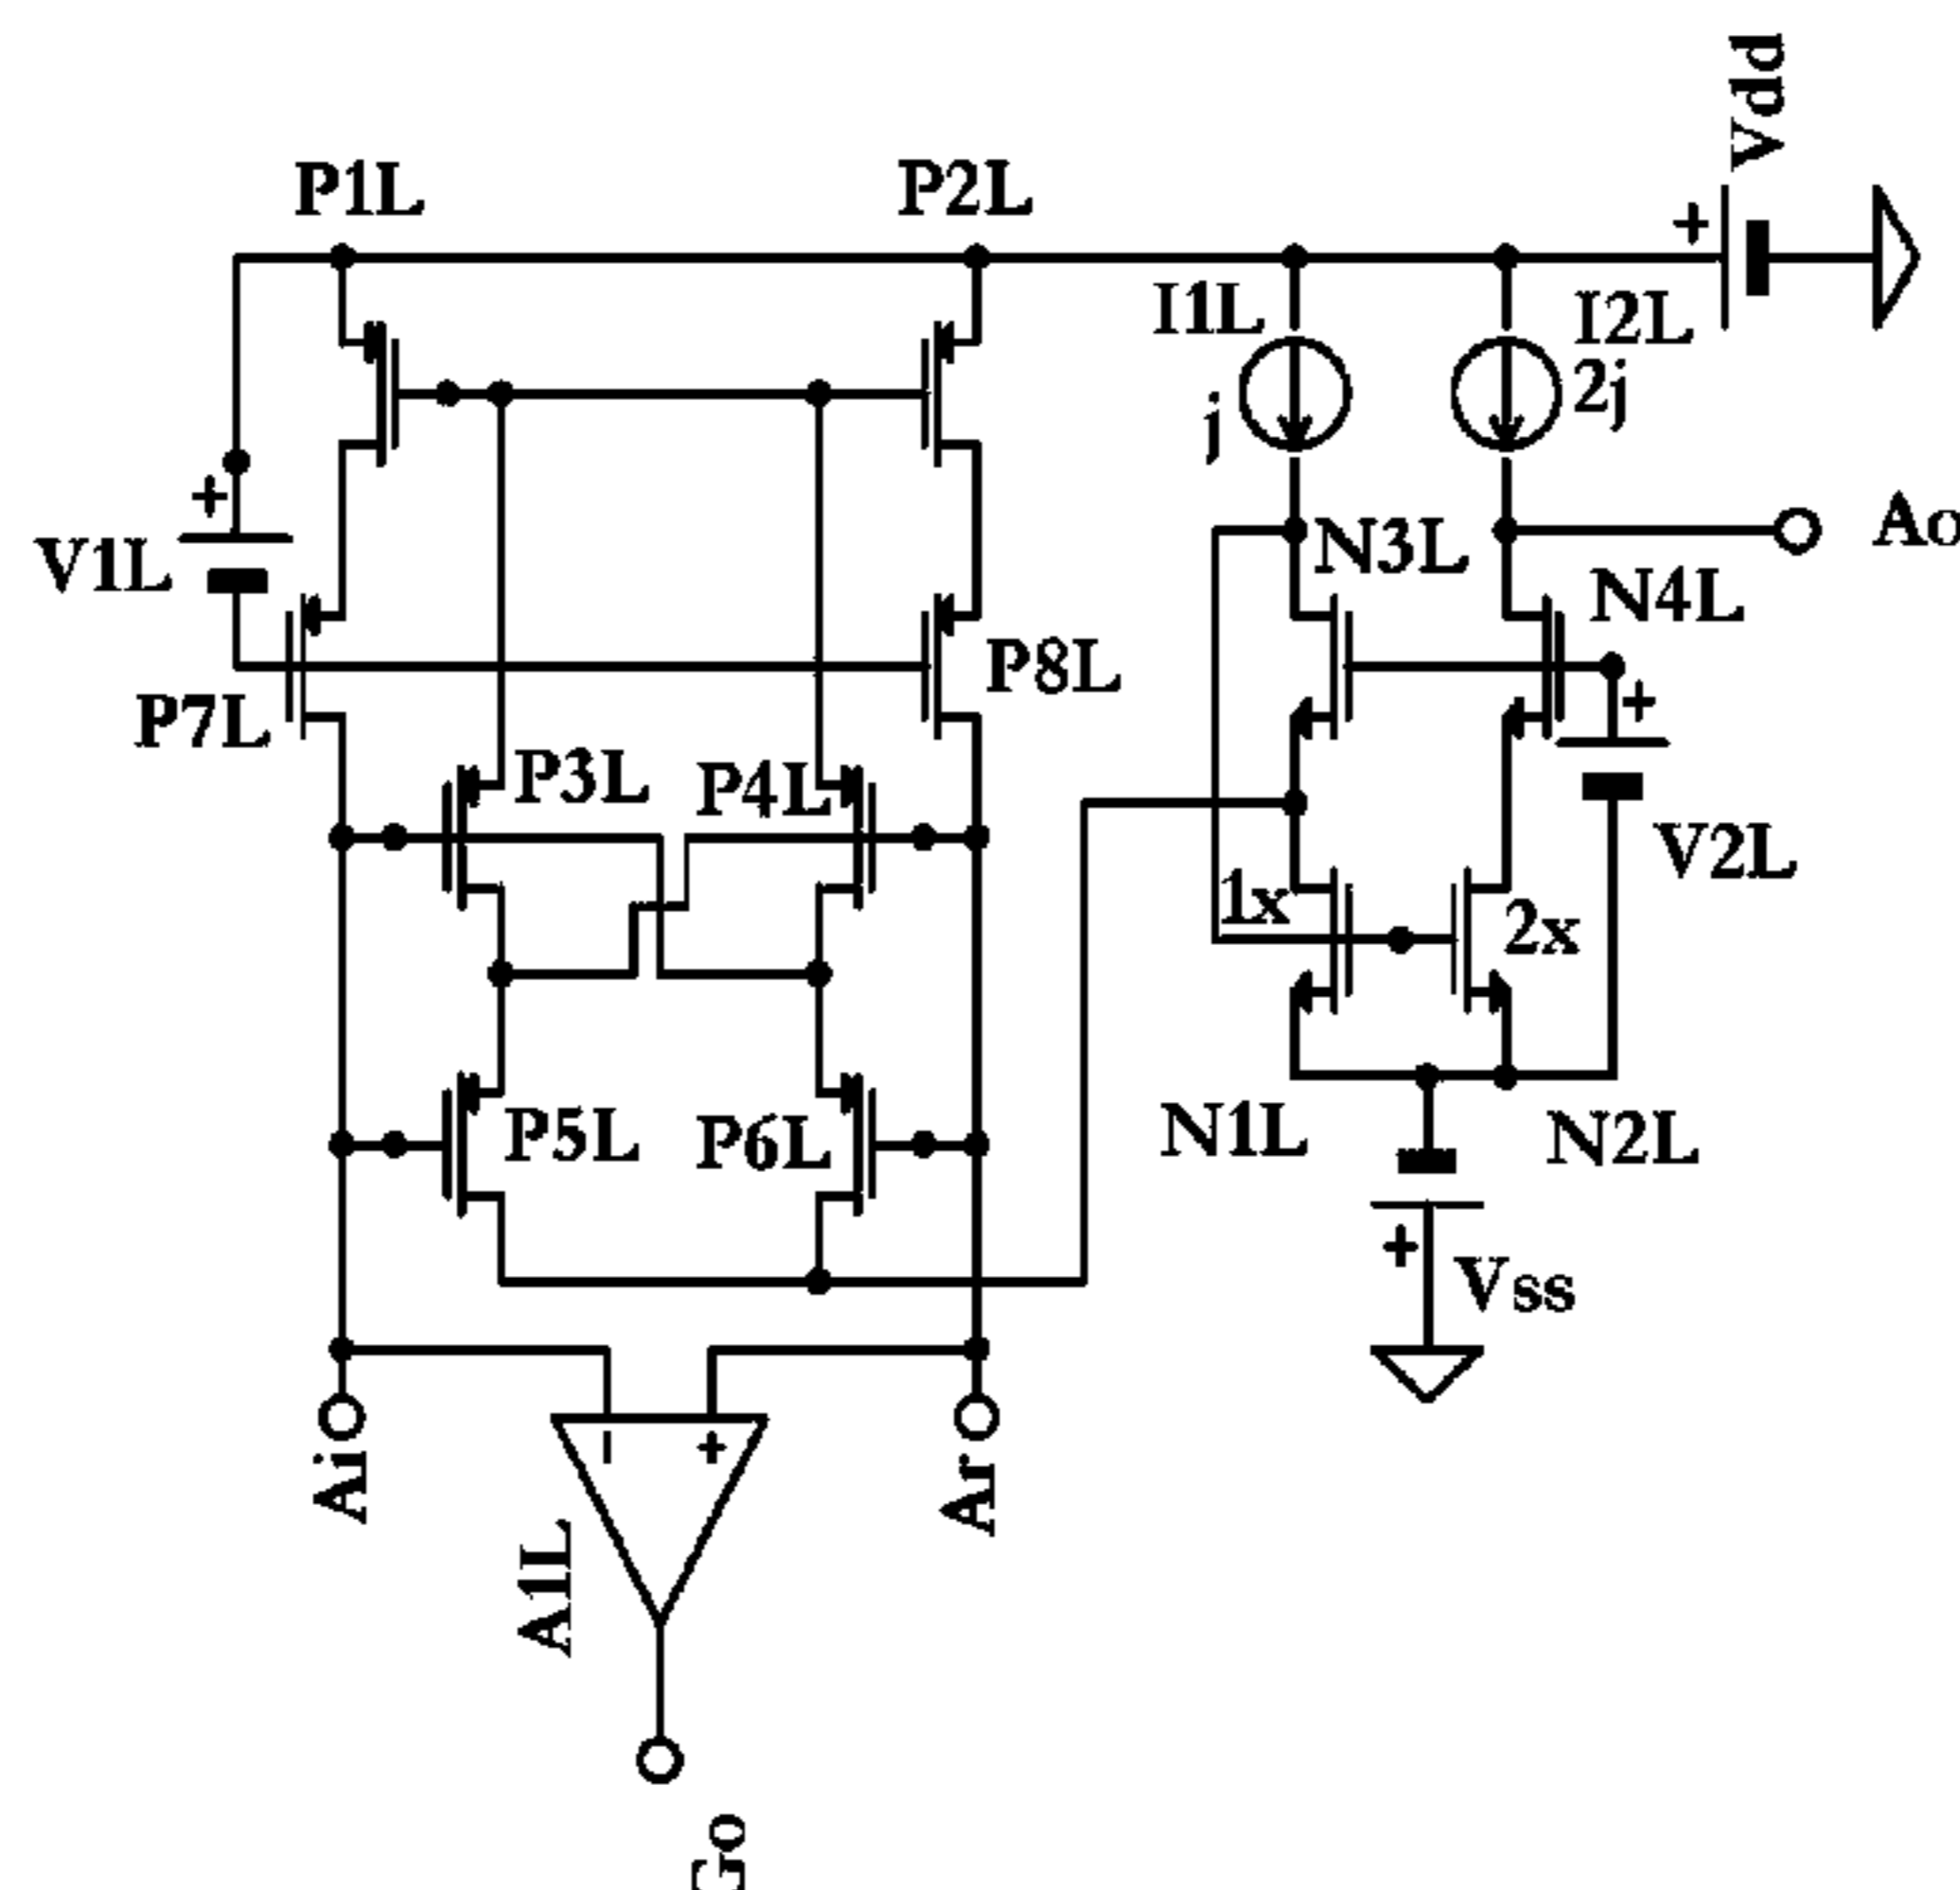 Vdd
P1L
P2L
I1L
I2L
j
2j
+
+
V1L
N3L
Ao
N4L
P7L
P8L
+
P3L
P4L
V2L
1x
2x
P5L
P6L
N1L
N2L
+
Vss
Ai
Ar
-
+
A1L
Go